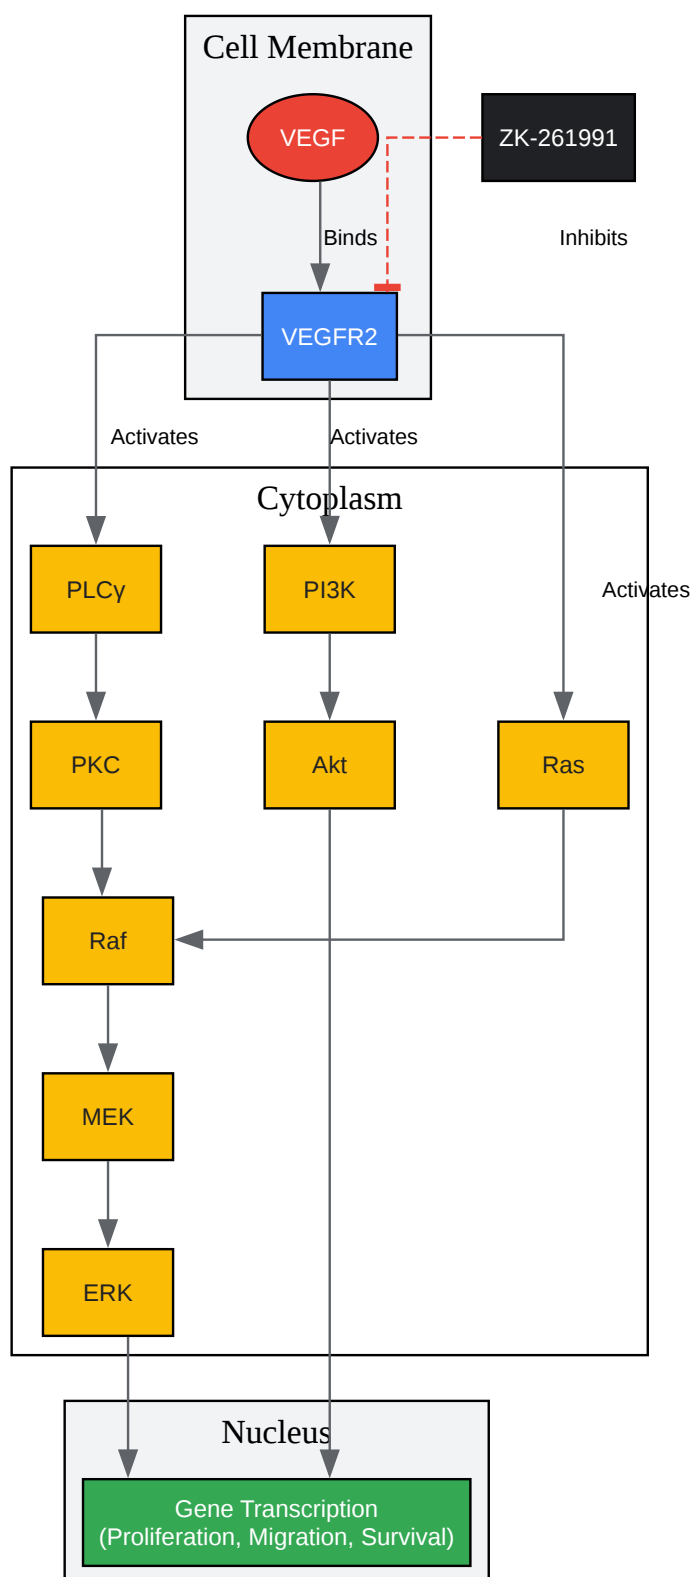 Cell Membrane
VEGF
ZK-261991
Binds
Inhibits
VEGFR2
Activates
Activates
Cytoplasm
PLCγ
PI3K
Activates
PKC
Akt
Ras
Raf
MEK
ERK
Nucleus
Gene Transcription
(Proliferation, Migration, Survival)